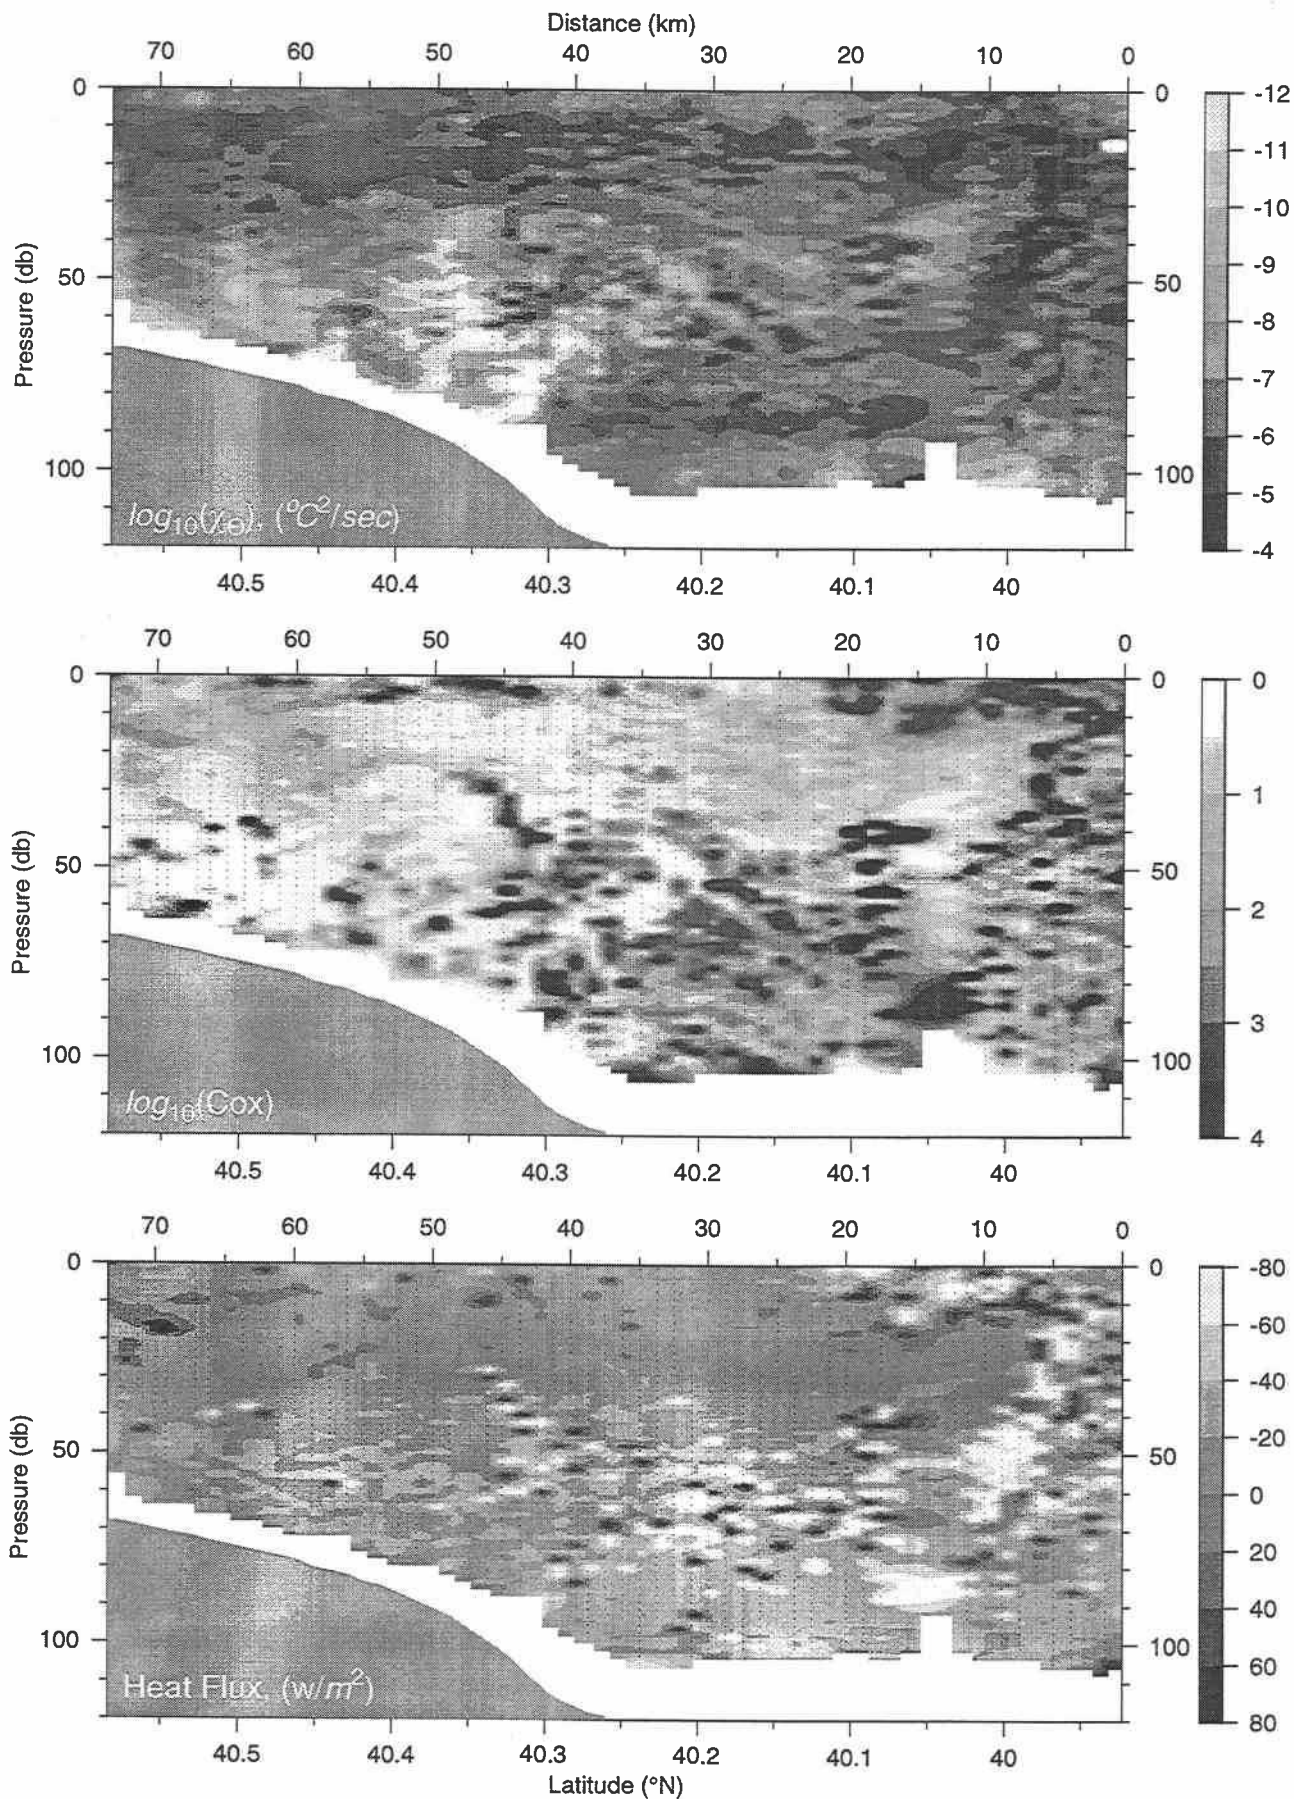 Distance (km)
70 60 50 40 30 20 10 0
0 50 100
Pressure (db)
0 50 100
-12 -11 -10 -9 -8 -7 -6 -5 -4
log₁₀(χ_Θ), (°C²/sec)
40.5 40.4 40.3 40.2 40.1 40
70 60 50 40 30 20 10 0
0 50 100
Pressure (db)
0 50 100
0 1 2 3 4
log₁₀(Cox)
40.5 40.4 40.3 40.2 40.1 40
70 60 50 40 30 20 10 0
0 50 100
Pressure (db)
0 50 100
-80 -60 -40 -20 0 20 40 60 80
Heat Flux, (w/m²)
40.5 40.4 40.3 40.2 40.1 40
Latitude (°N)